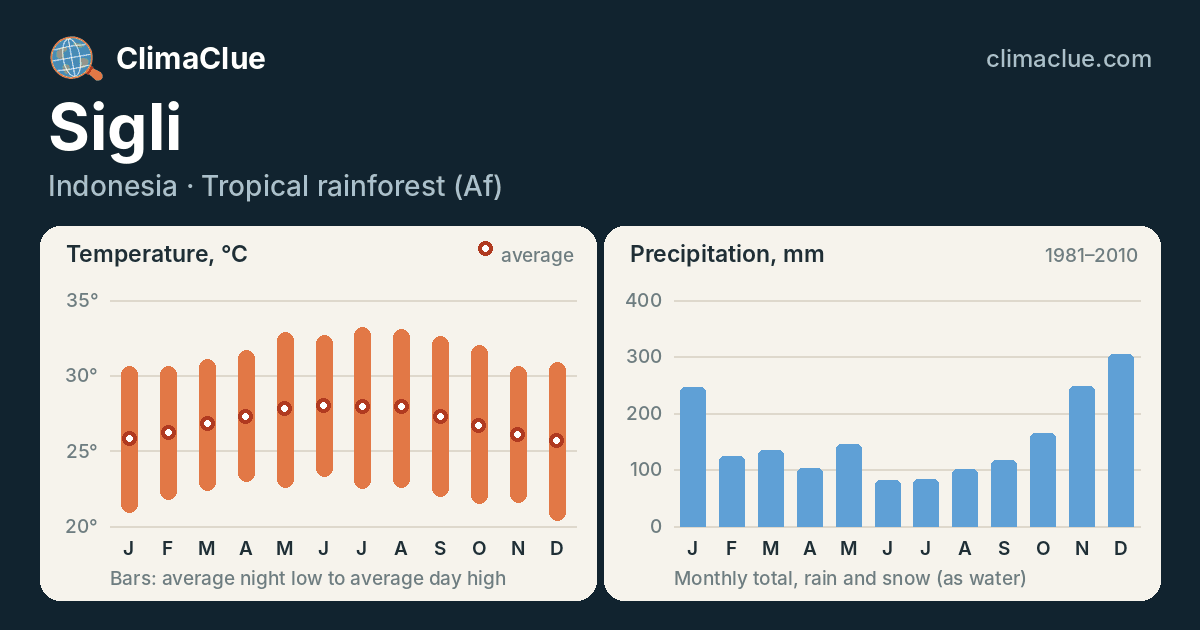 ClimaClue
climaclue.com
Sigli
Indonesia · Tropical rainforest (Af)
Temperature, °C
average
35°
30°
25°
20°
J F M A M J J A S O N D
Bars: average night low to average day high
Precipitation, mm
1981–2010
400
300
200
100
0
J F M A M J J A S O N D
Monthly total, rain and snow (as water)